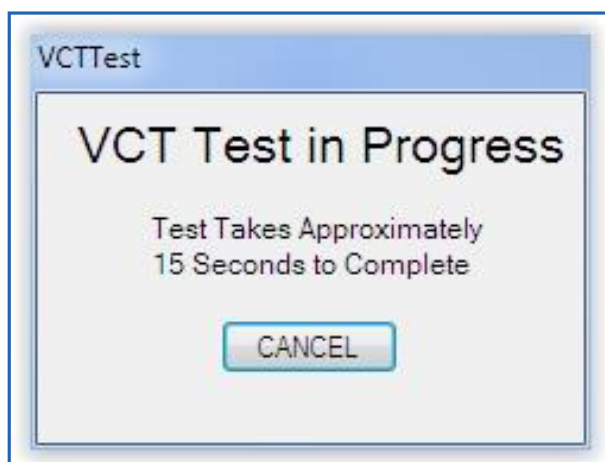 VCTTest
VCT Test in Progress
Test Takes Approximately
15 Seconds to Complete
CANCEL